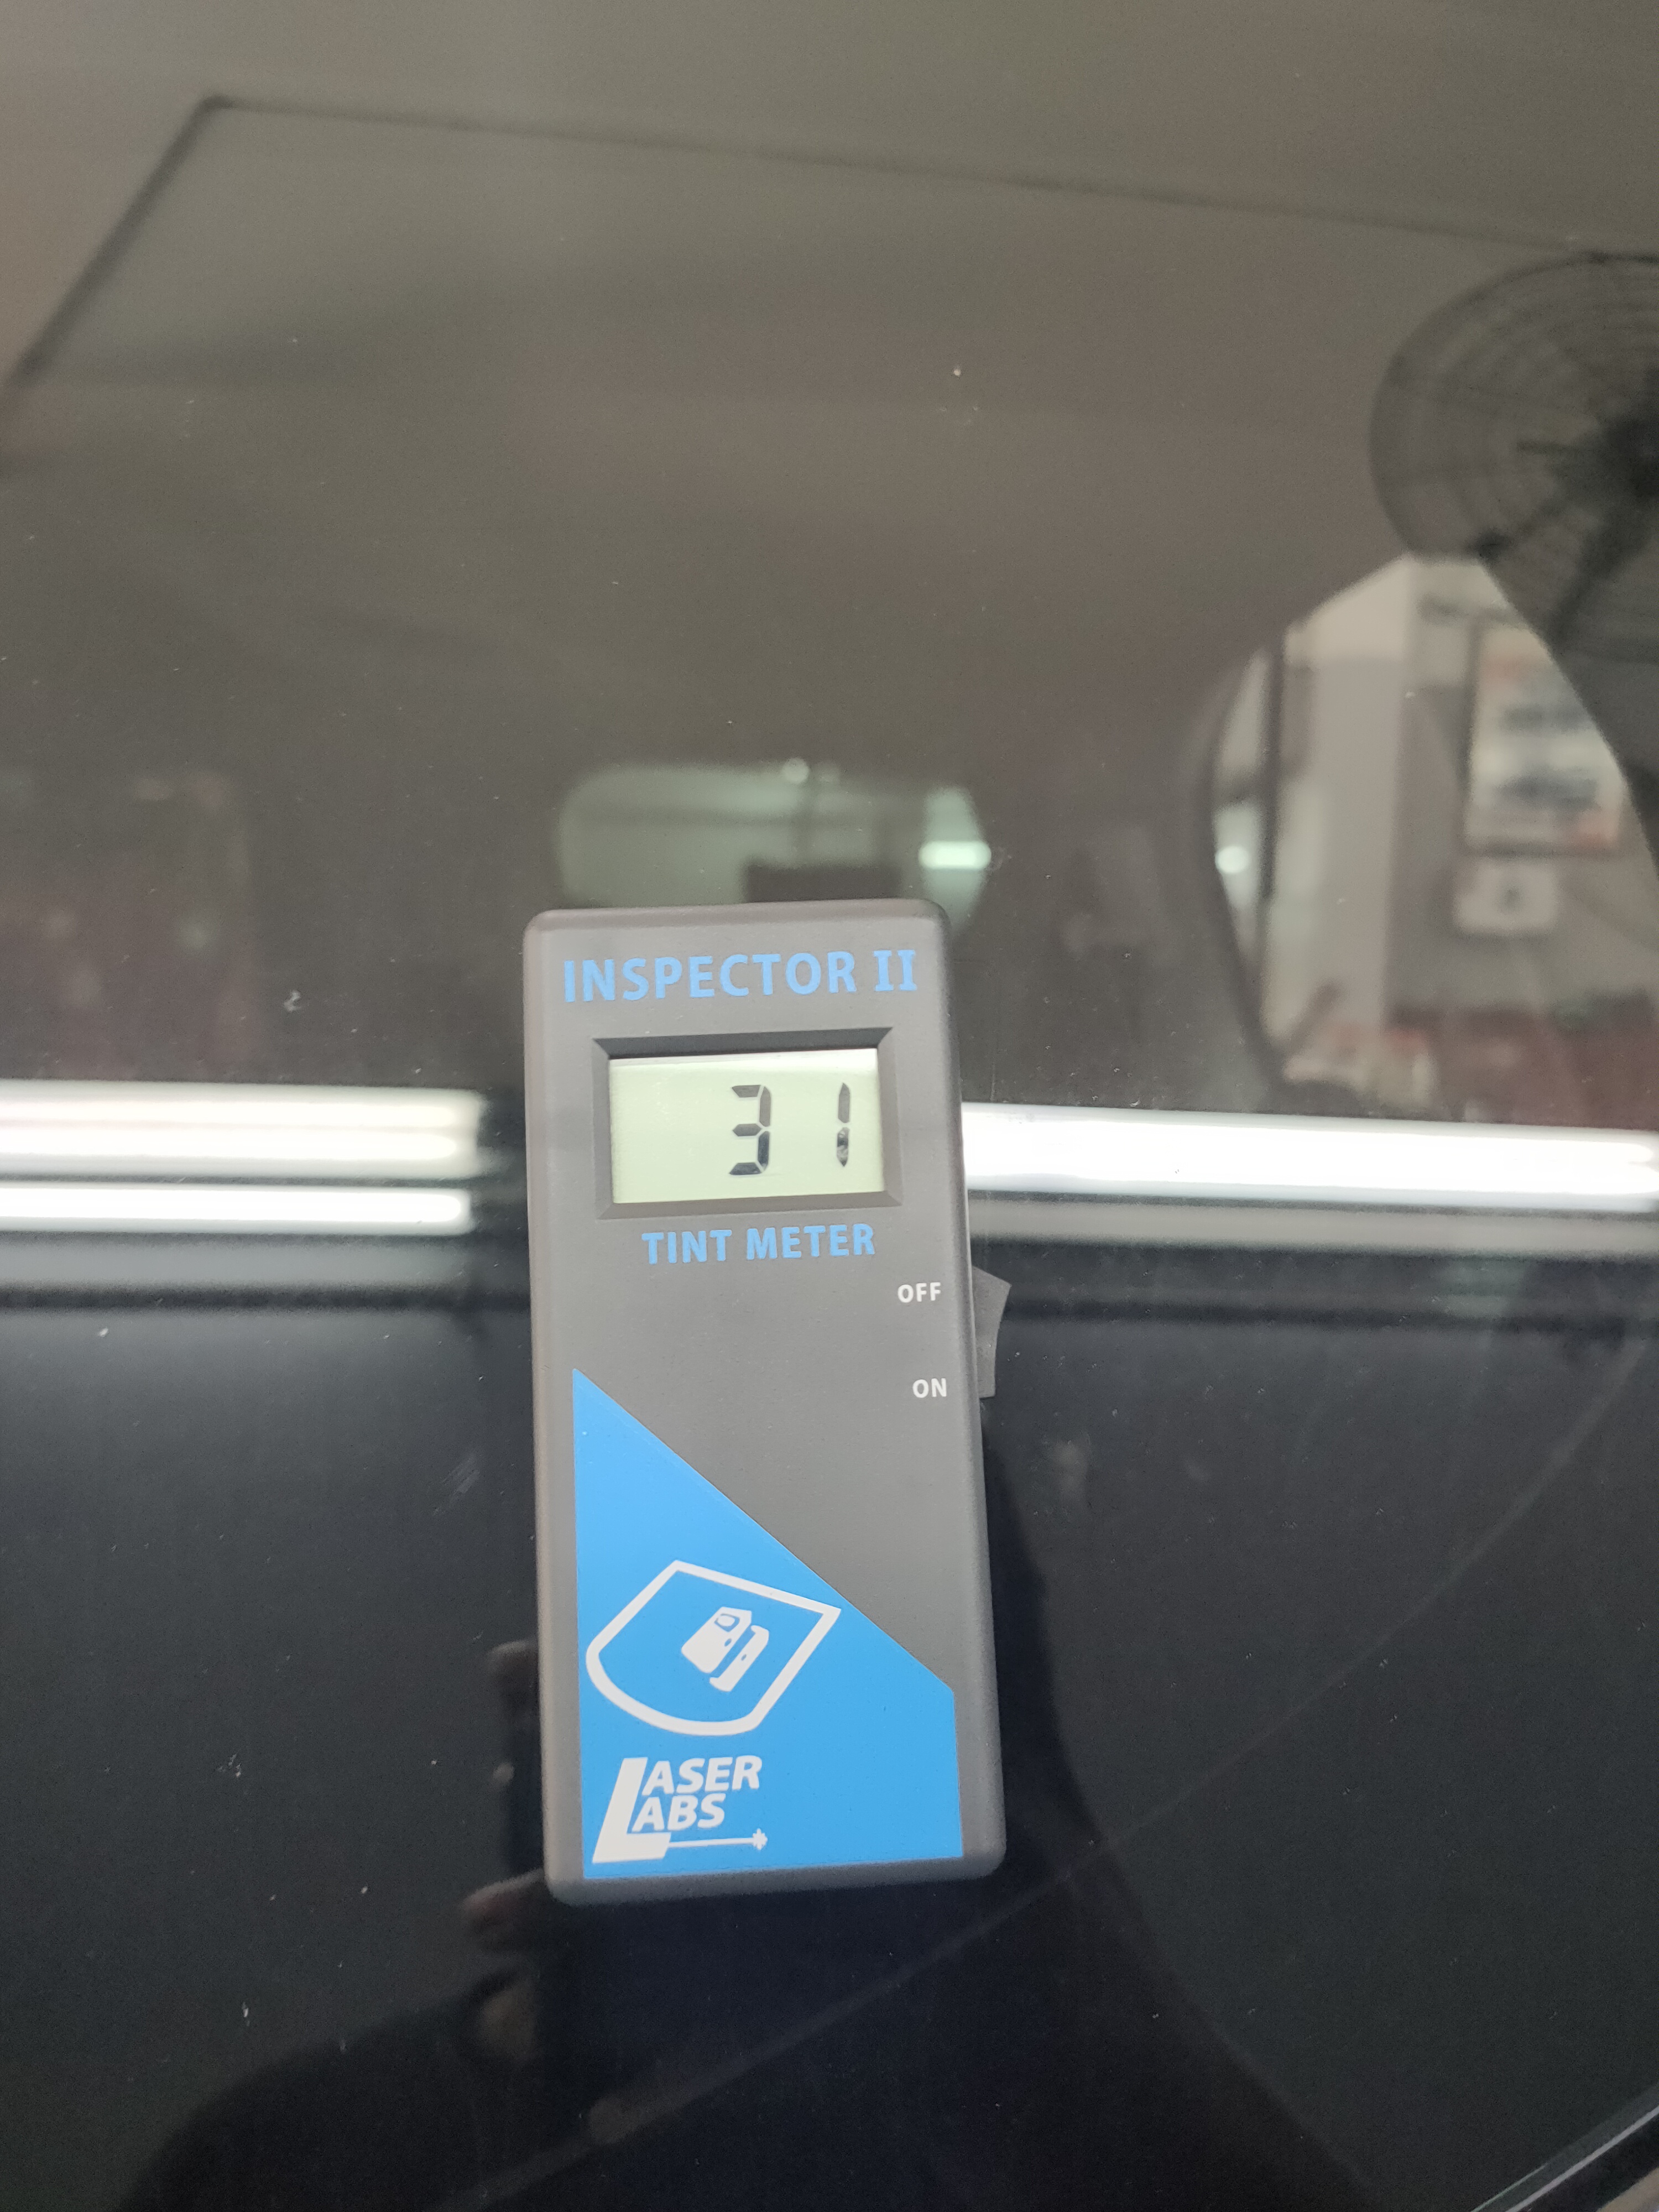 INSPECTOR II
31
TINT METER
OFF
ON
LASER
LABS